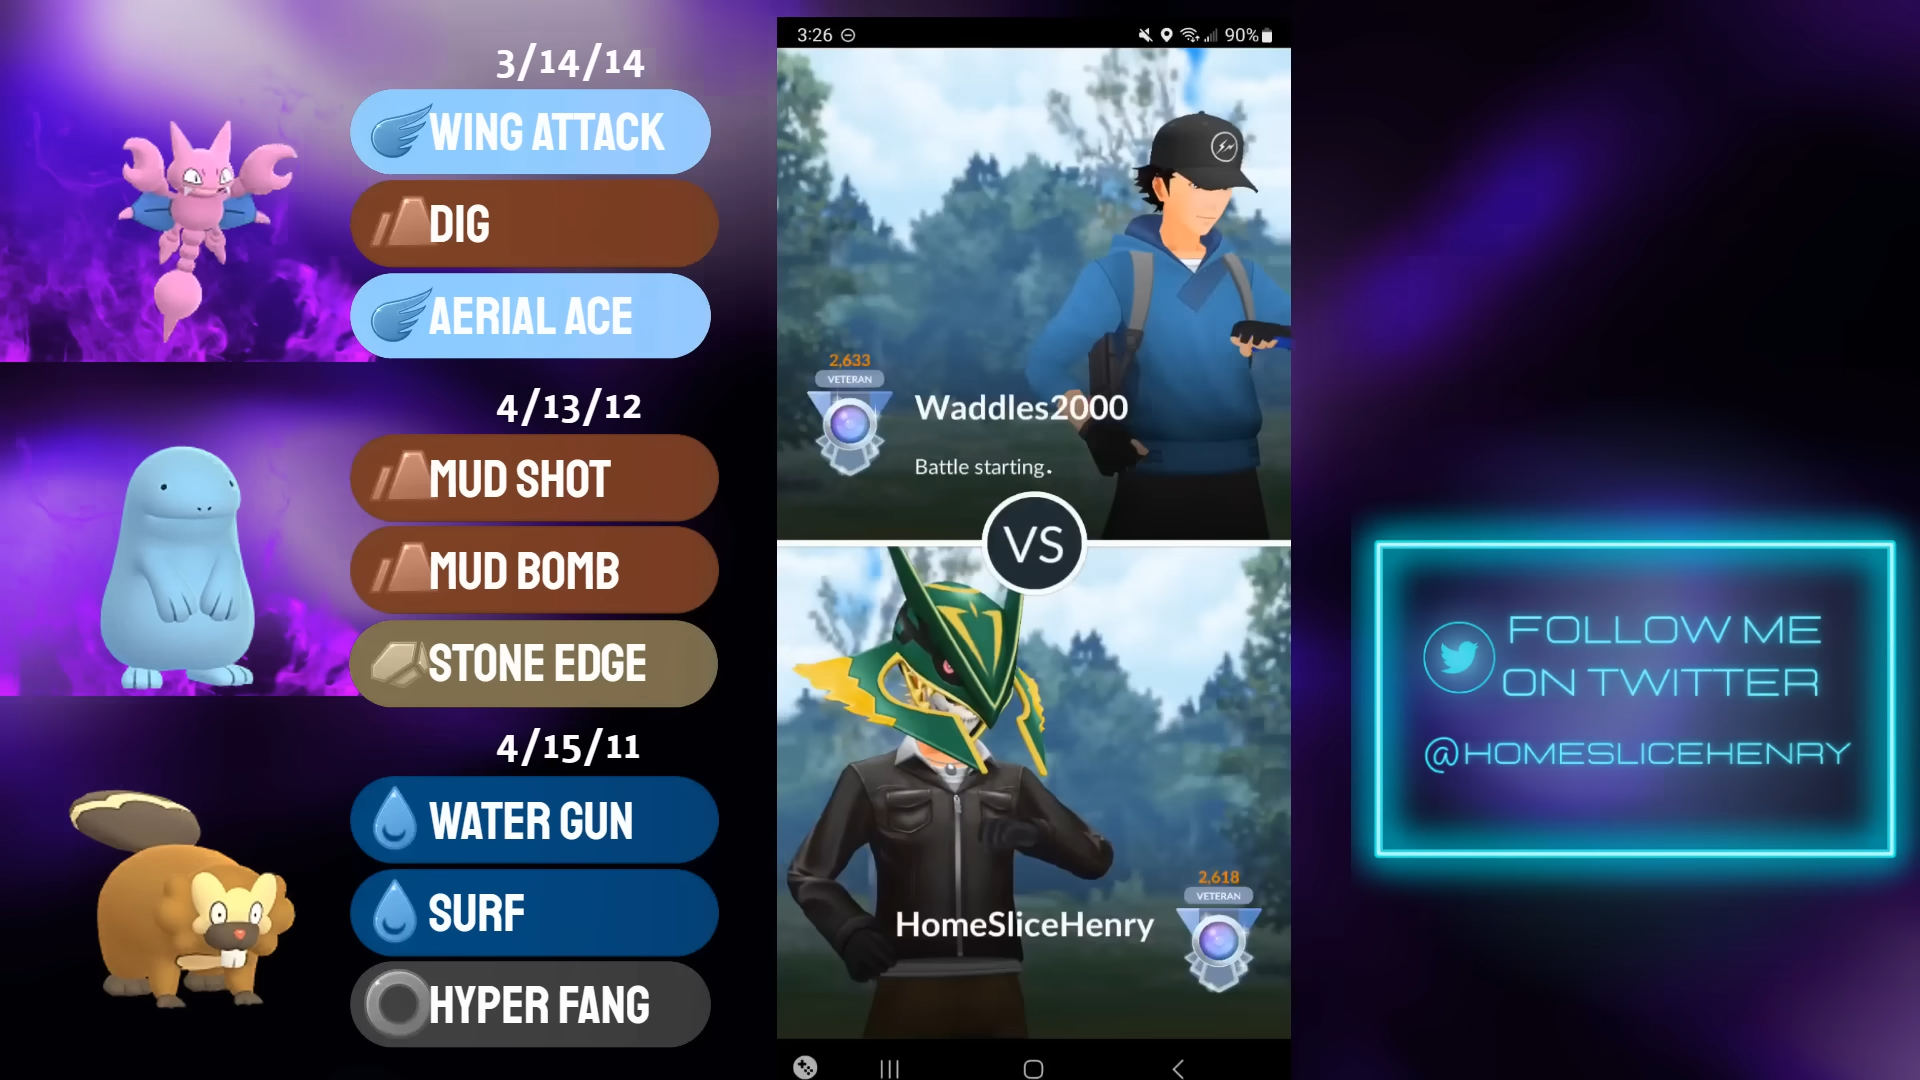 3/14/14
WING ATTACK
DIG
AERIAL ACE
4/13/12
MUD SHOT
MUD BOMB
STONE EDGE
4/15/11
WATER GUN
SURF
HYPER FANG
3:26
90%
2,633
VETERAN
Waddles2000
Battle starting.
VS
2,618
VETERAN
HomeSliceHenry
FOLLOW ME
ON TWITTER
@HOMESLICEHENRY